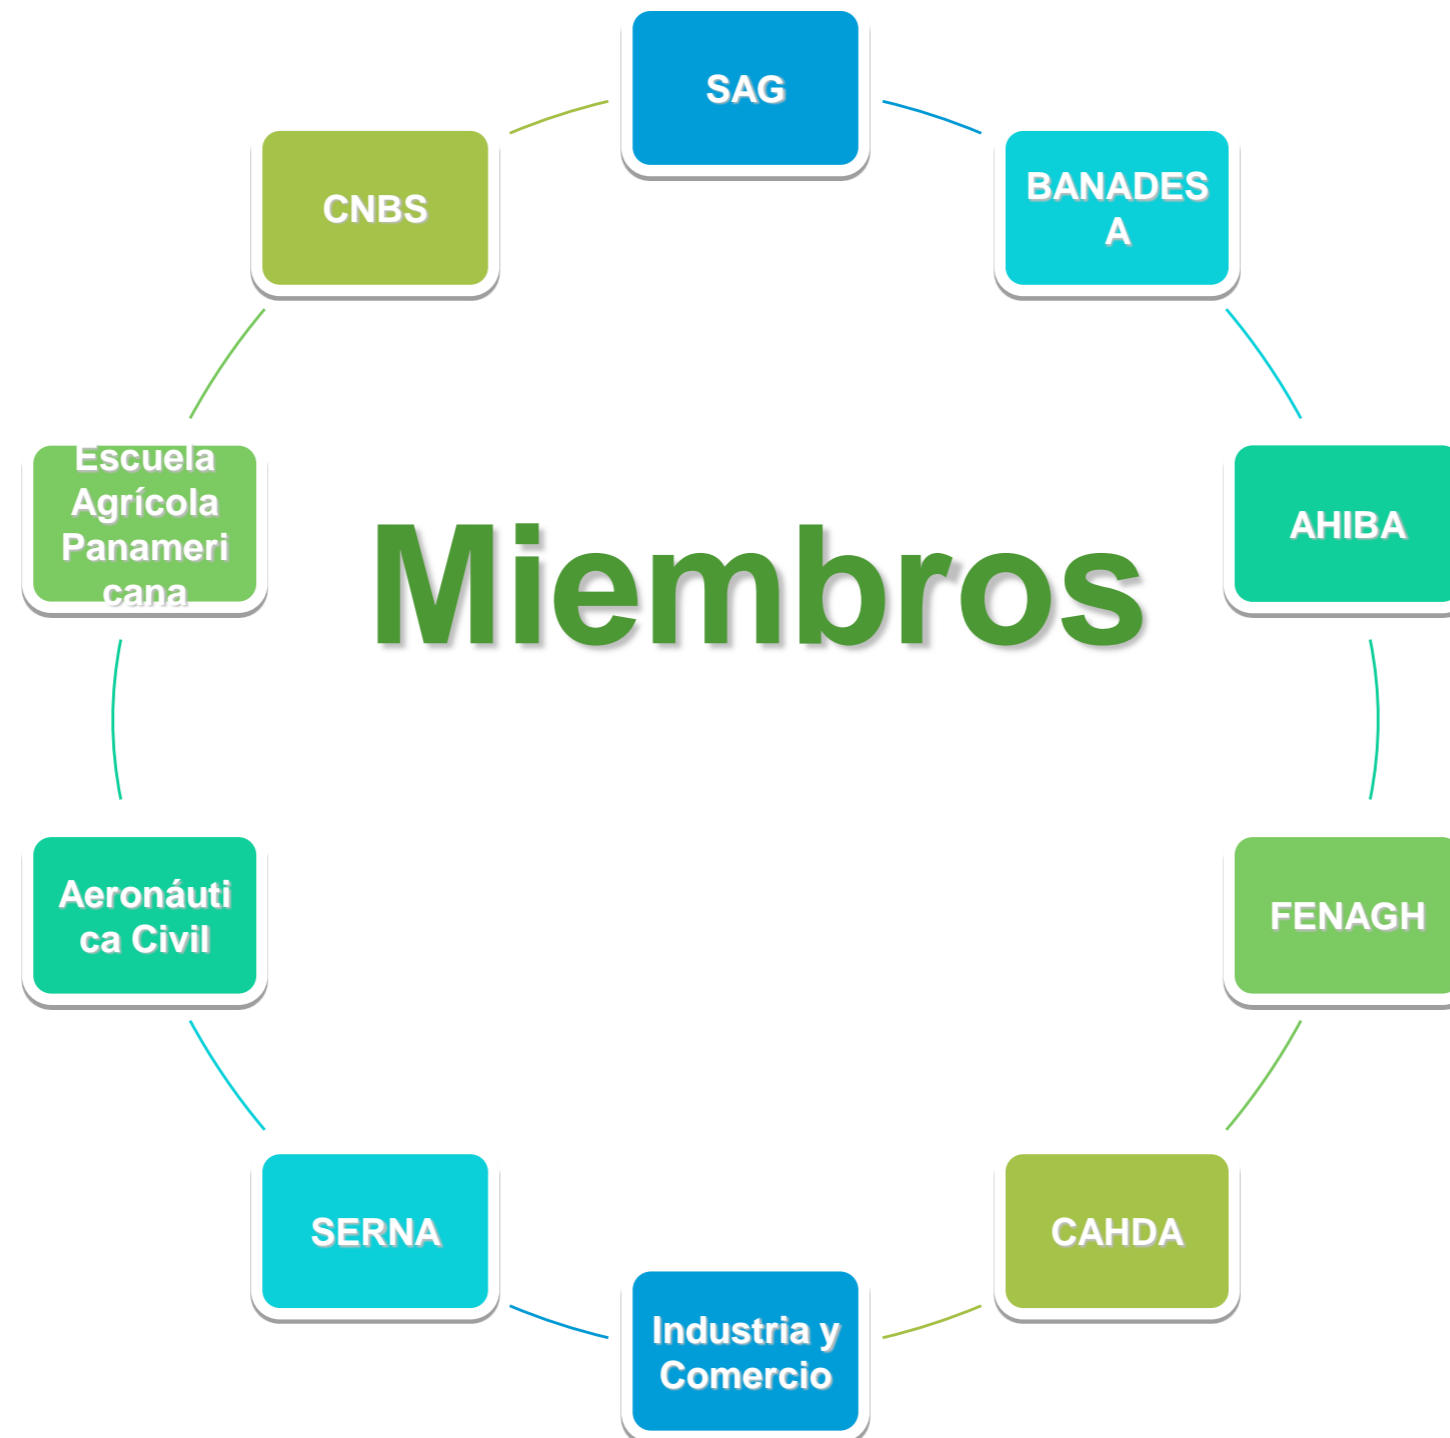 SAG
BANADES
A
AHIBA
FENAGH
CAHDA
Industria y
Comercio
SERNA
Aeronáuti
ca Civil
Escuela
Agrícola
Panameri
cana
CNBS
Miembros